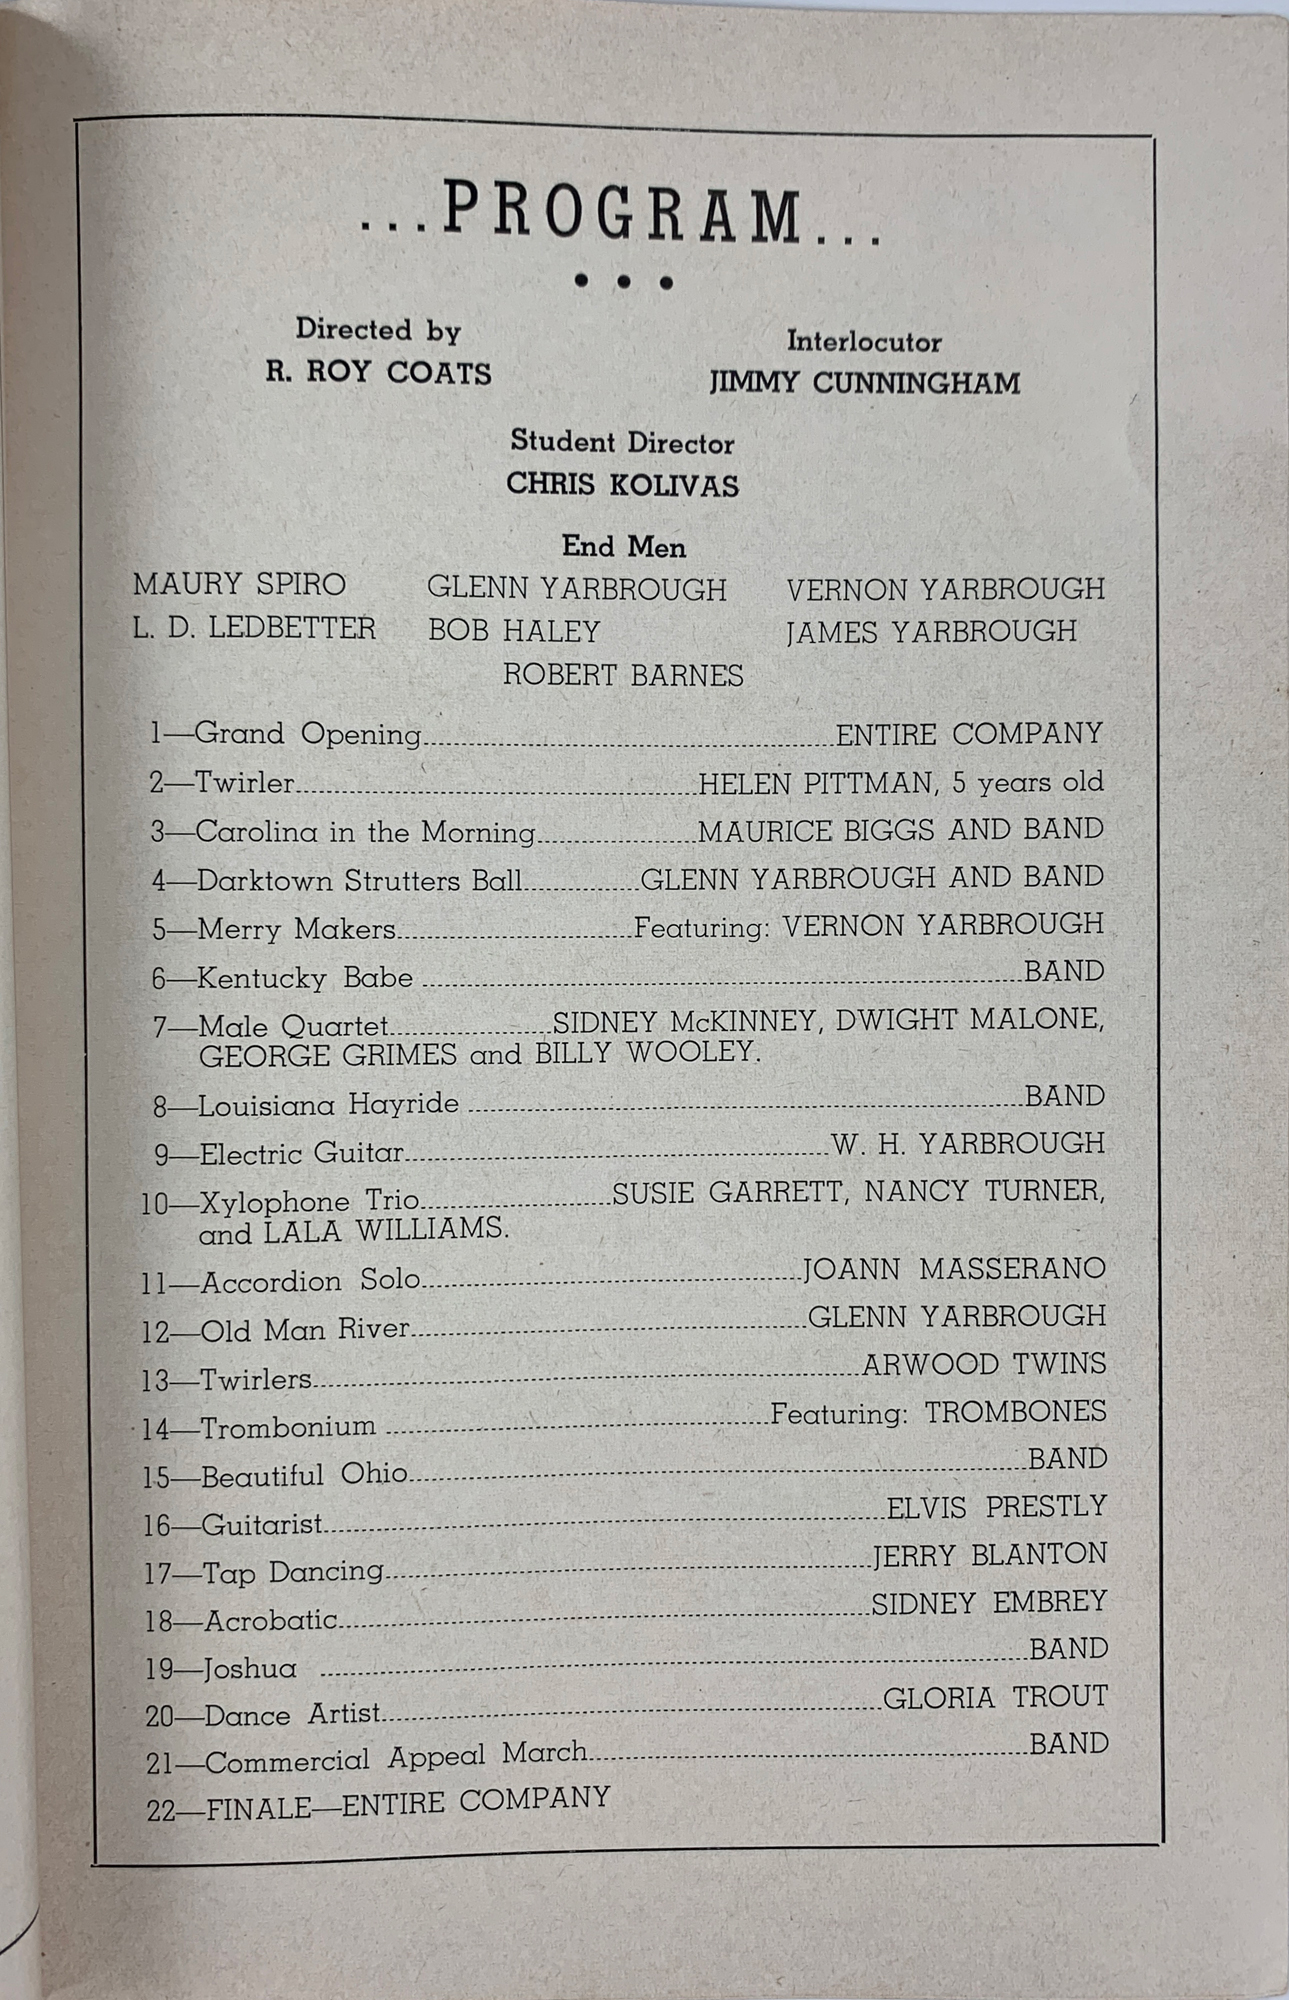 ...PROGRAM...
• • •
Directed by
R. ROY COATS
Interlocutor
JIMMY CUNNINGHAM
Student Director
CHRIS KOLIVAS
End Men
MAURY SPIRO GLENN YARBROUGH VERNON YARBROUGH
L. D. LEDBETTER BOB HALEY JAMES YARBROUGH
ROBERT BARNES
1—Grand Opening....................ENTIRE COMPANY
2—Twirler....................HELEN PITTMAN, 5 years old
3—Carolina in the Morning....................MAURICE BIGGS AND BAND
4—Darktown Strutters Ball....................GLENN YARBROUGH AND BAND
5—Merry Makers....................Featuring: VERNON YARBROUGH
6—Kentucky Babe ....................BAND
7—Male Quartet....................SIDNEY McKINNEY, DWIGHT MALONE,
GEORGE GRIMES and BILLY WOOLEY.
8—Louisiana Hayride ....................BAND
9—Electric Guitar....................W. H. YARBROUGH
10—Xylophone Trio....................SUSIE GARRETT, NANCY TURNER,
and LALA WILLIAMS.
11—Accordion Solo....................JOANN MASSERANO
12—Old Man River....................GLENN YARBROUGH
13—Twirlers....................ARWOOD TWINS
14—Trombonium ....................Featuring: TROMBONES
15—Beautiful Ohio....................BAND
16—Guitarist....................ELVIS PRESTLY
17—Tap Dancing....................JERRY BLANTON
18—Acrobatic....................SIDNEY EMBREY
19—Joshua ....................BAND
20—Dance Artist....................GLORIA TROUT
21—Commercial Appeal March....................BAND
22—FINALE—ENTIRE COMPANY